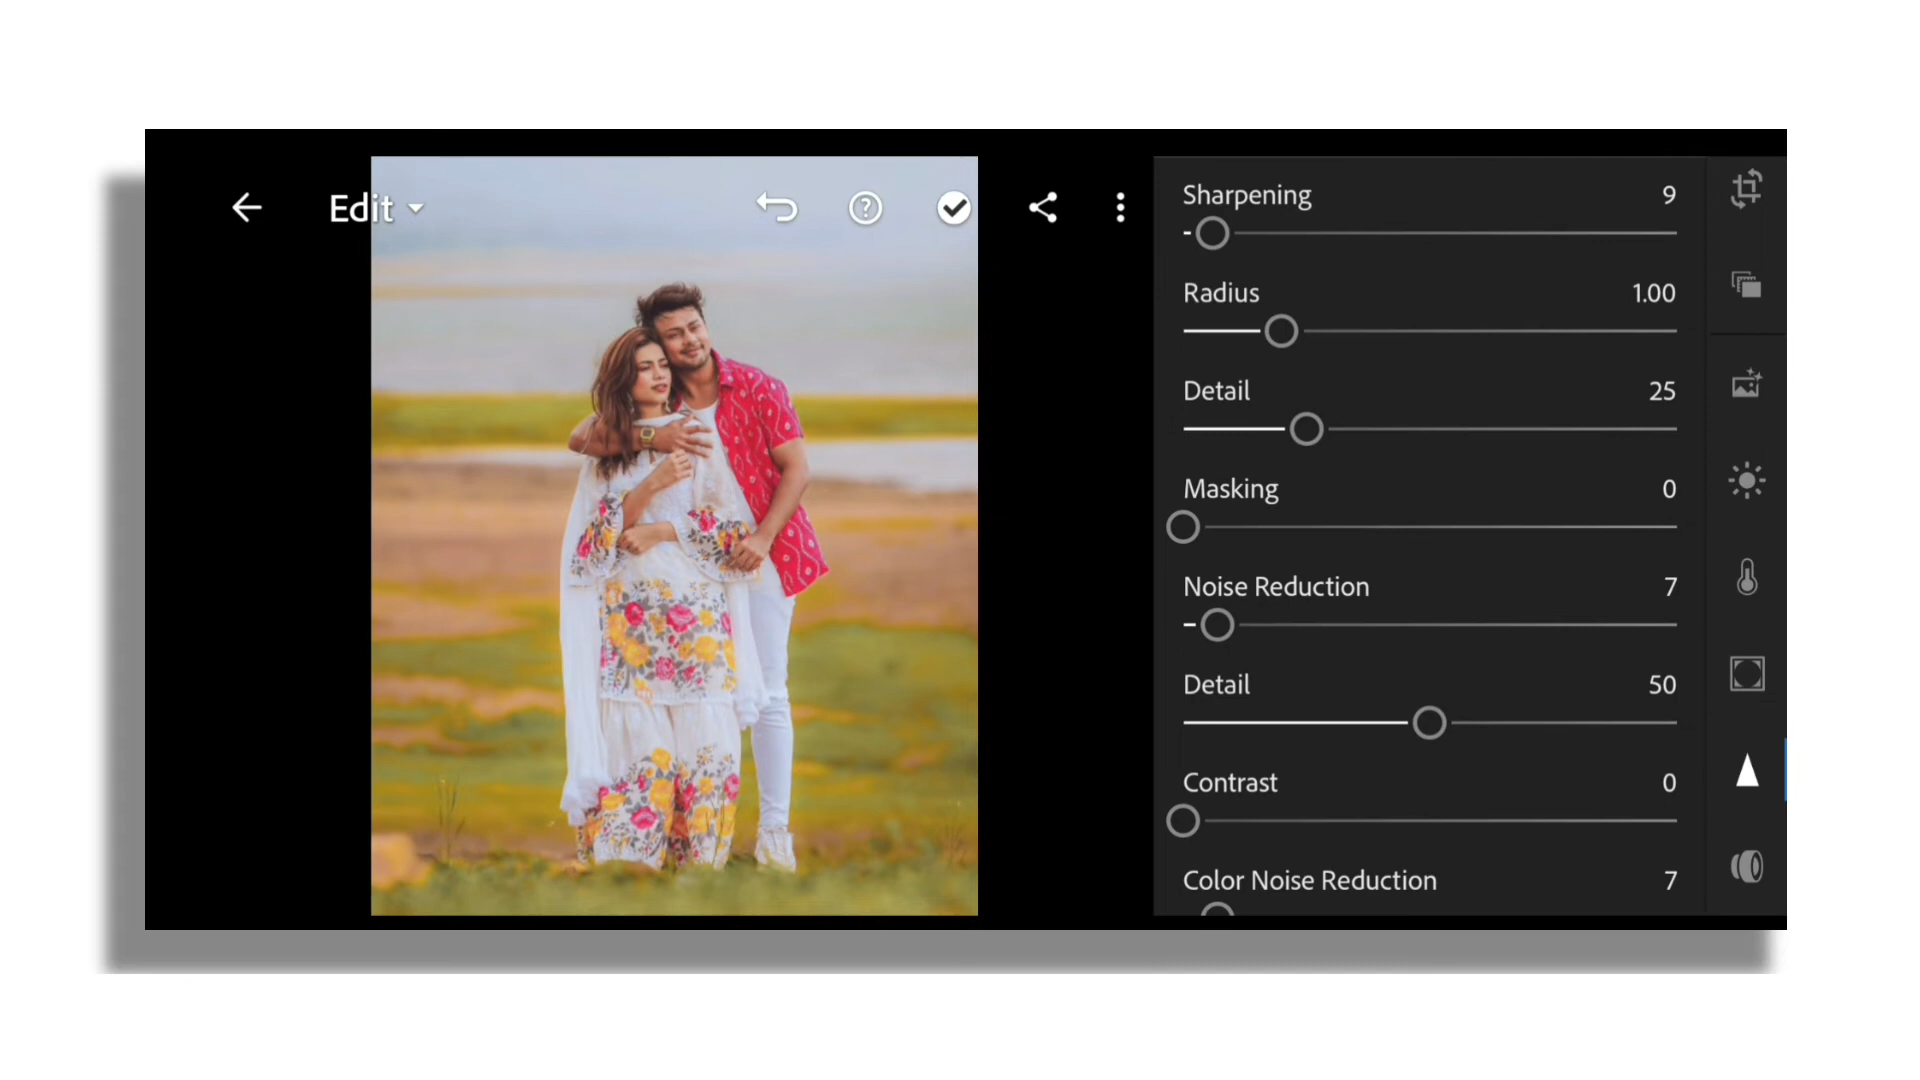 Edit
Sharpening 9
Radius 1.00
Detail 25
Masking 0
Noise Reduction 7
Detail 50
Contrast 0
Color Noise Reduction 7